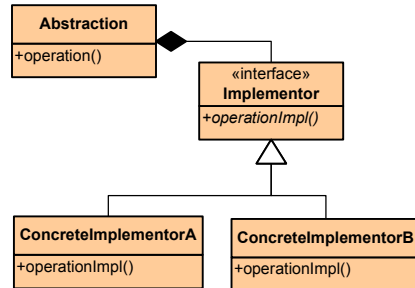 Abstraction
+operation()
«interface»
Implementor
+operationImpl()
ConcreteImplementorA
+operationImpl()
ConcreteImplementorB
+operationImpl()